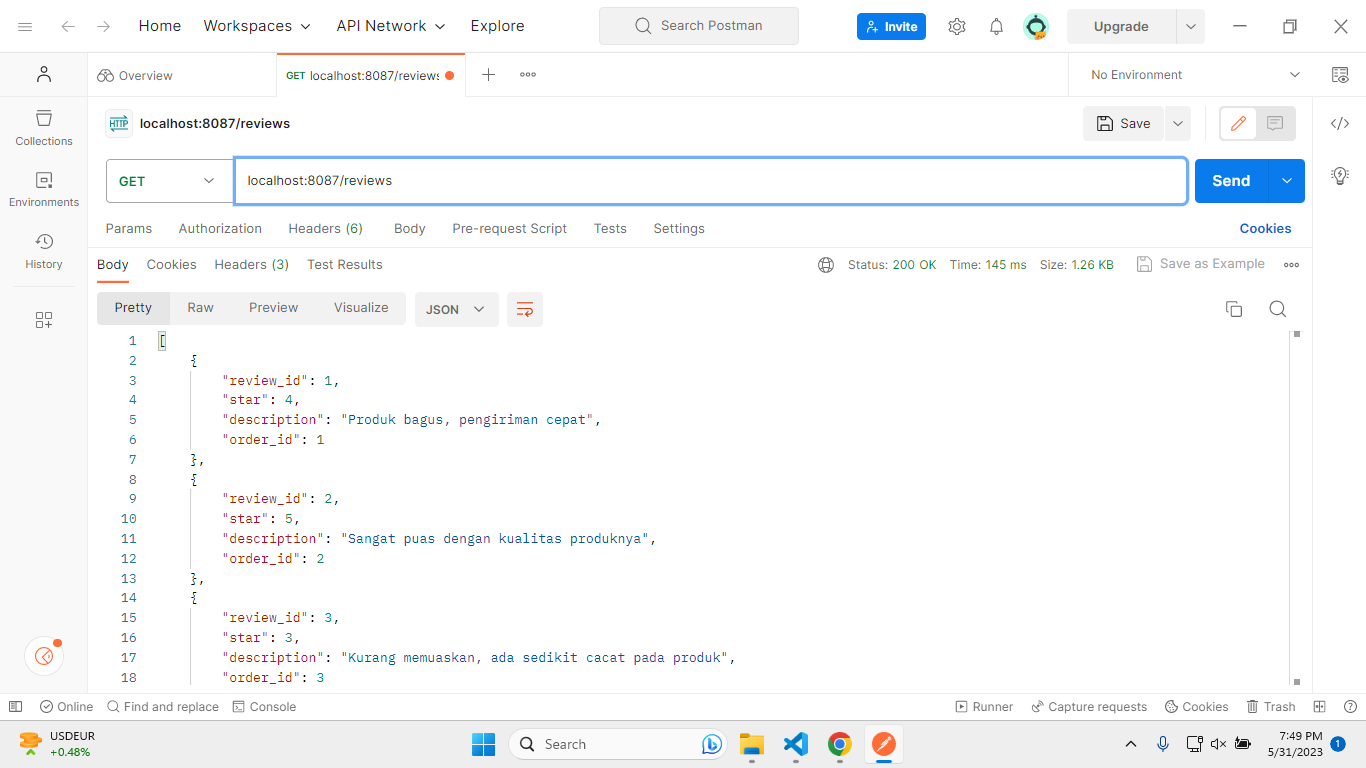 Home Workspaces API Network Explore Search Postman Invite Upgrade
Overview GET localhost:8087/reviews No Environment
HTTP localhost:8087/reviews Save
Collections
GET localhost:8087/reviews Send
Environments
Params Authorization Headers (6) Body Pre-request Script Tests Settings Cookies
History
Body Cookies Headers (3) Test Results Status: 200 OK Time: 145 ms Size: 1.26 KB Save as Example
Pretty Raw Preview Visualize JSON
1 [
2 {
3 "review_id": 1,
4 "star": 4,
5 "description": "Produk bagus, pengiriman cepat",
6 "order_id": 1
7 },
8 {
9 "review_id": 2,
10 "star": 5,
11 "description": "Sangat puas dengan kualitas produknya",
12 "order_id": 2
13 },
14 {
15 "review_id": 3,
16 "star": 3,
17 "description": "Kurang memuaskan, ada sedikit cacat pada produk",
18 "order_id": 3
Online Find and replace Console Runner Capture requests Cookies Trash
USDEUR
+0.48%
Search
7:49 PM
5/31/2023 1